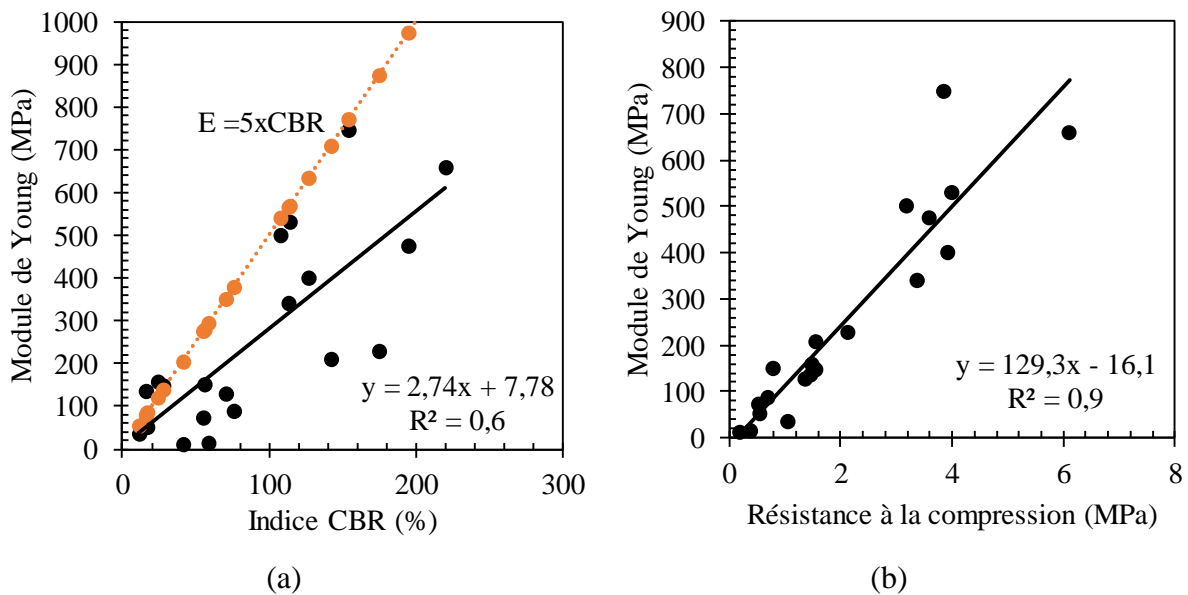 1000
900
800
700
600
500
400
300
200
100
0
Module de Young (MPa)
E =5xCBR
y = 2,74x + 7,78
R² = 0,6
0 100 200 300
Indice CBR (%)
(a)
900
800
700
600
500
400
300
200
100
0
Module de Young (MPa)
y = 129,3x - 16,1
R² = 0,9
0 2 4 6 8
Résistance à la compression (MPa)
(b)